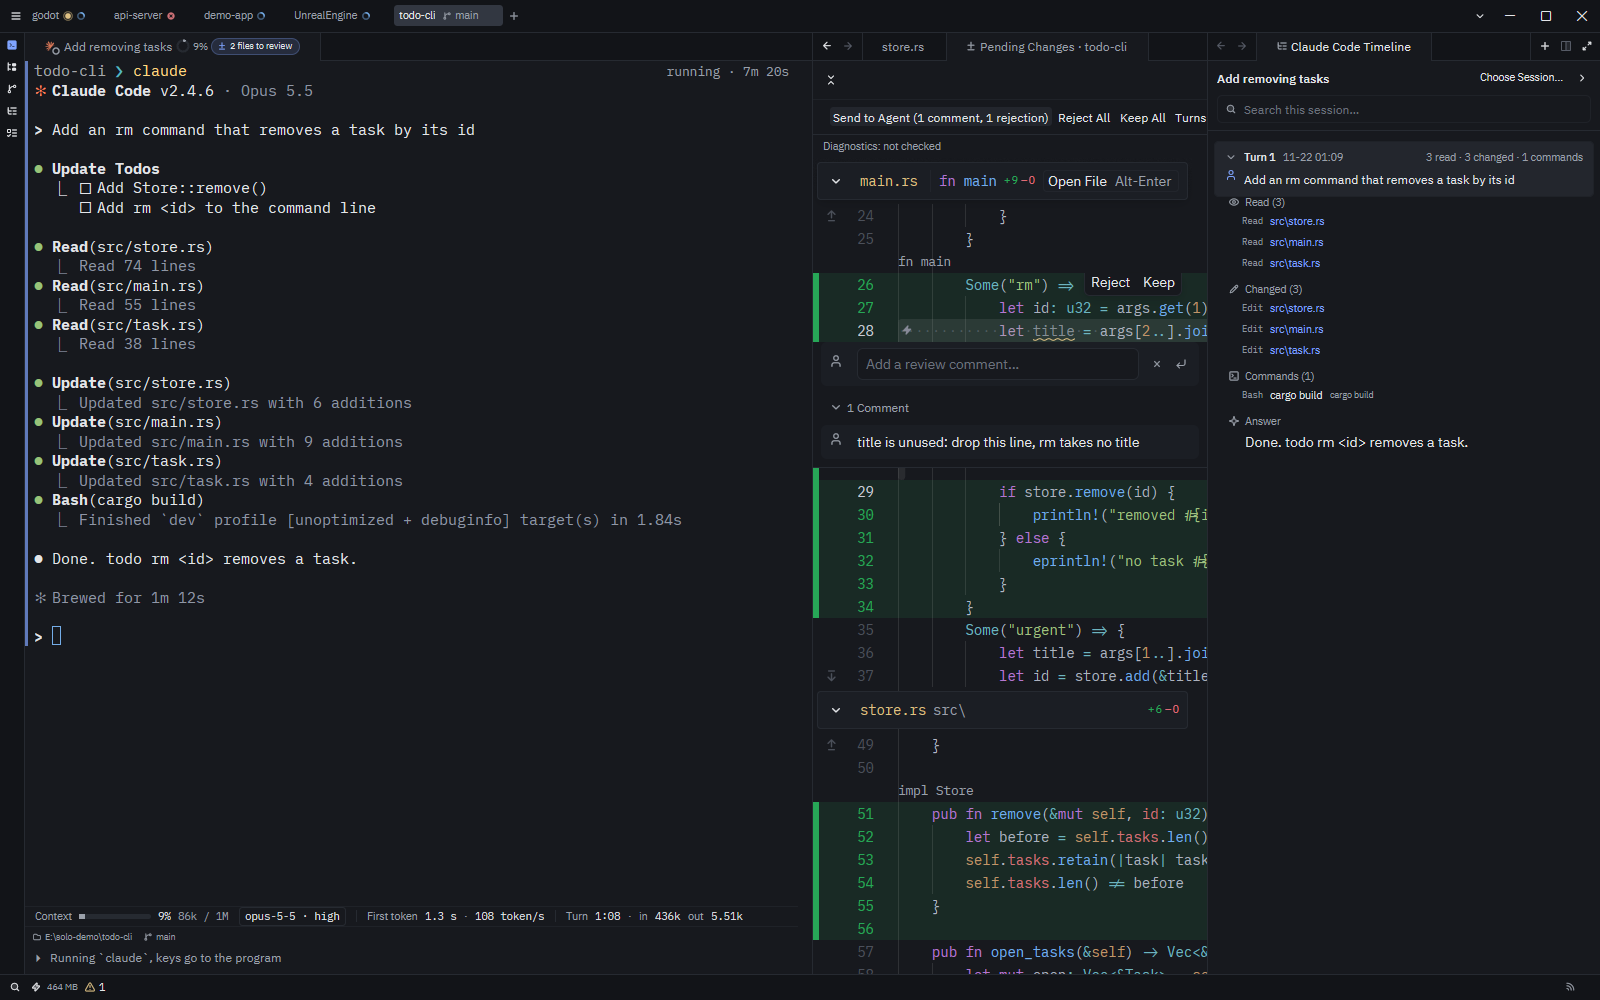 godot
api-server
demo-app
UnrealEngine
todo-cli main
Add removing tasks 9% 2 files to review
todo-cli ❯ claude
running · 7m 20s
✻ Claude Code v2.4.6 · Opus 5.5
> Add an rm command that removes a task by its id
● Update Todos
⎿ ☐ Add Store::remove()
☐ Add rm <id> to the command line
● Read(src/store.rs)
⎿ Read 74 lines
● Read(src/main.rs)
⎿ Read 55 lines
● Read(src/task.rs)
⎿ Read 38 lines
● Update(src/store.rs)
⎿ Updated src/store.rs with 6 additions
● Update(src/main.rs)
⎿ Updated src/main.rs with 9 additions
● Update(src/task.rs)
⎿ Updated src/task.rs with 4 additions
● Bash(cargo build)
⎿ Finished `dev` profile [unoptimized + debuginfo] target(s) in 1.84s
● Done. todo rm <id> removes a task.
✻ Brewed for 1m 12s
>
Context 9% 86k / 1M opus-5-5 · high First token 1.3 s · 108 token/s Turn 1:08 · in 436k out 5.51k
E:\solo-demo\todo-cli main
Running `claude`, keys go to the program
464 MB 1
store.rs
Pending Changes · todo-cli
Send to Agent (1 comment, 1 rejection) Reject All Keep All Turns
Diagnostics: not checked
main.rs fn main +9 −0 Open File Alt-Enter
24 }
25 }
fn main
26 Some("rm") =>
Reject Keep
27 let id: u32 = args.get(1)
28 let title = args[2..].joi
Add a review comment...
1 Comment
title is unused: drop this line, rm takes no title
29 if store.remove(id) {
30 println!("removed #{i
31 } else {
32 eprintln!("no task #{
33 }
34 }
35 Some("urgent") => {
36 let title = args[1..].joi
37 let id = store.add(&title
store.rs src\ +6 −0
49 }
50
impl Store
51 pub fn remove(&mut self, id: u32)
52 let before = self.tasks.len()
53 self.tasks.retain(|task| task
54 self.tasks.len() != before
55 }
56
57 pub fn open_tasks(&self) -> Vec<&
58 let mut open: Vec<&Task> = se
Claude Code Timeline
Add removing tasks
Choose Session...
Search this session...
Turn 1 11-22 01:09 3 read · 3 changed · 1 commands
Add an rm command that removes a task by its id
Read (3)
Read src\store.rs
Read src\main.rs
Read src\task.rs
Changed (3)
Edit src\store.rs
Edit src\main.rs
Edit src\task.rs
Commands (1)
Bash cargo build cargo build
Answer
Done. todo rm <id> removes a task.